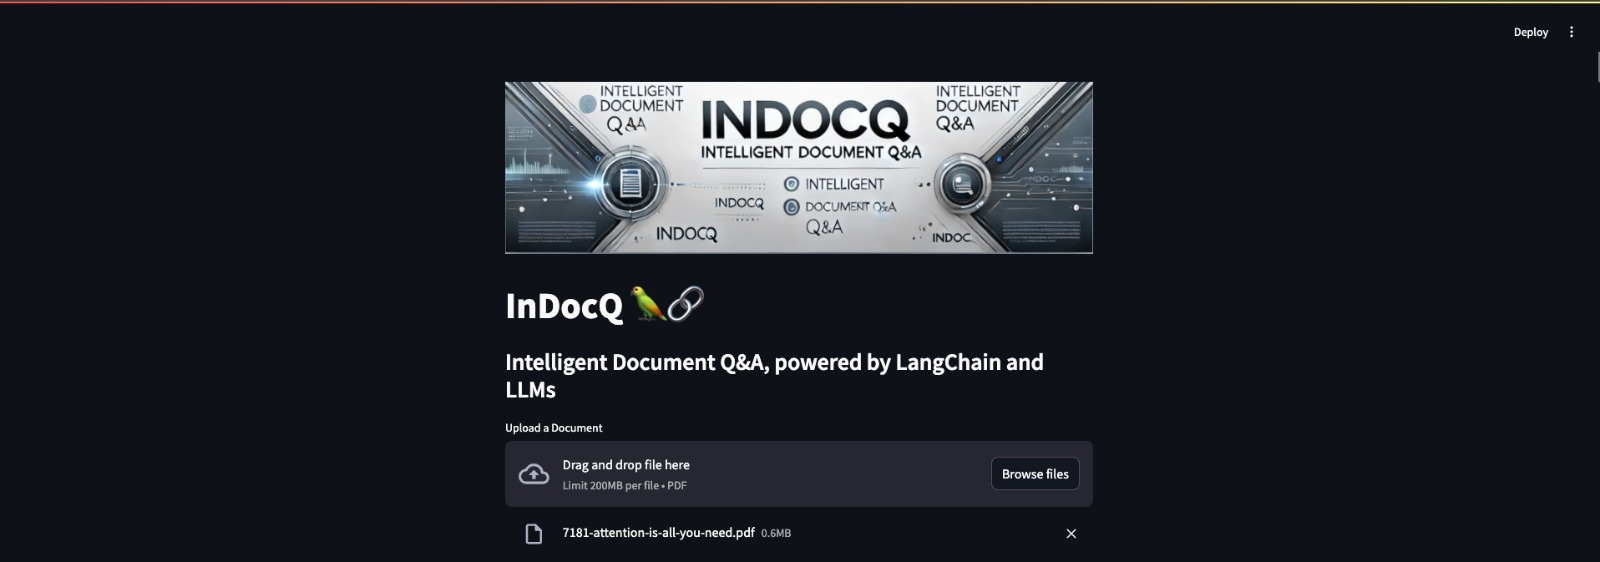 Deploy
INTELLIGENT
DOCUMENT
Q&A
INDOCQ
INTELLIGENT DOCUMENT Q&A
INTELLIGENT
DOCUMENT
Q&A
INTELLIGENT
INDOCQ
DOCUMENT Q&A
Q&A
INDOCQ
INDOC
InDocQ 🦜🔗
Intelligent Document Q&A, powered by LangChain and
LLMs
Upload a Document
Drag and drop file here
Limit 200MB per file • PDF
Browse files
7181-attention-is-all-you-need.pdf 0.6MB